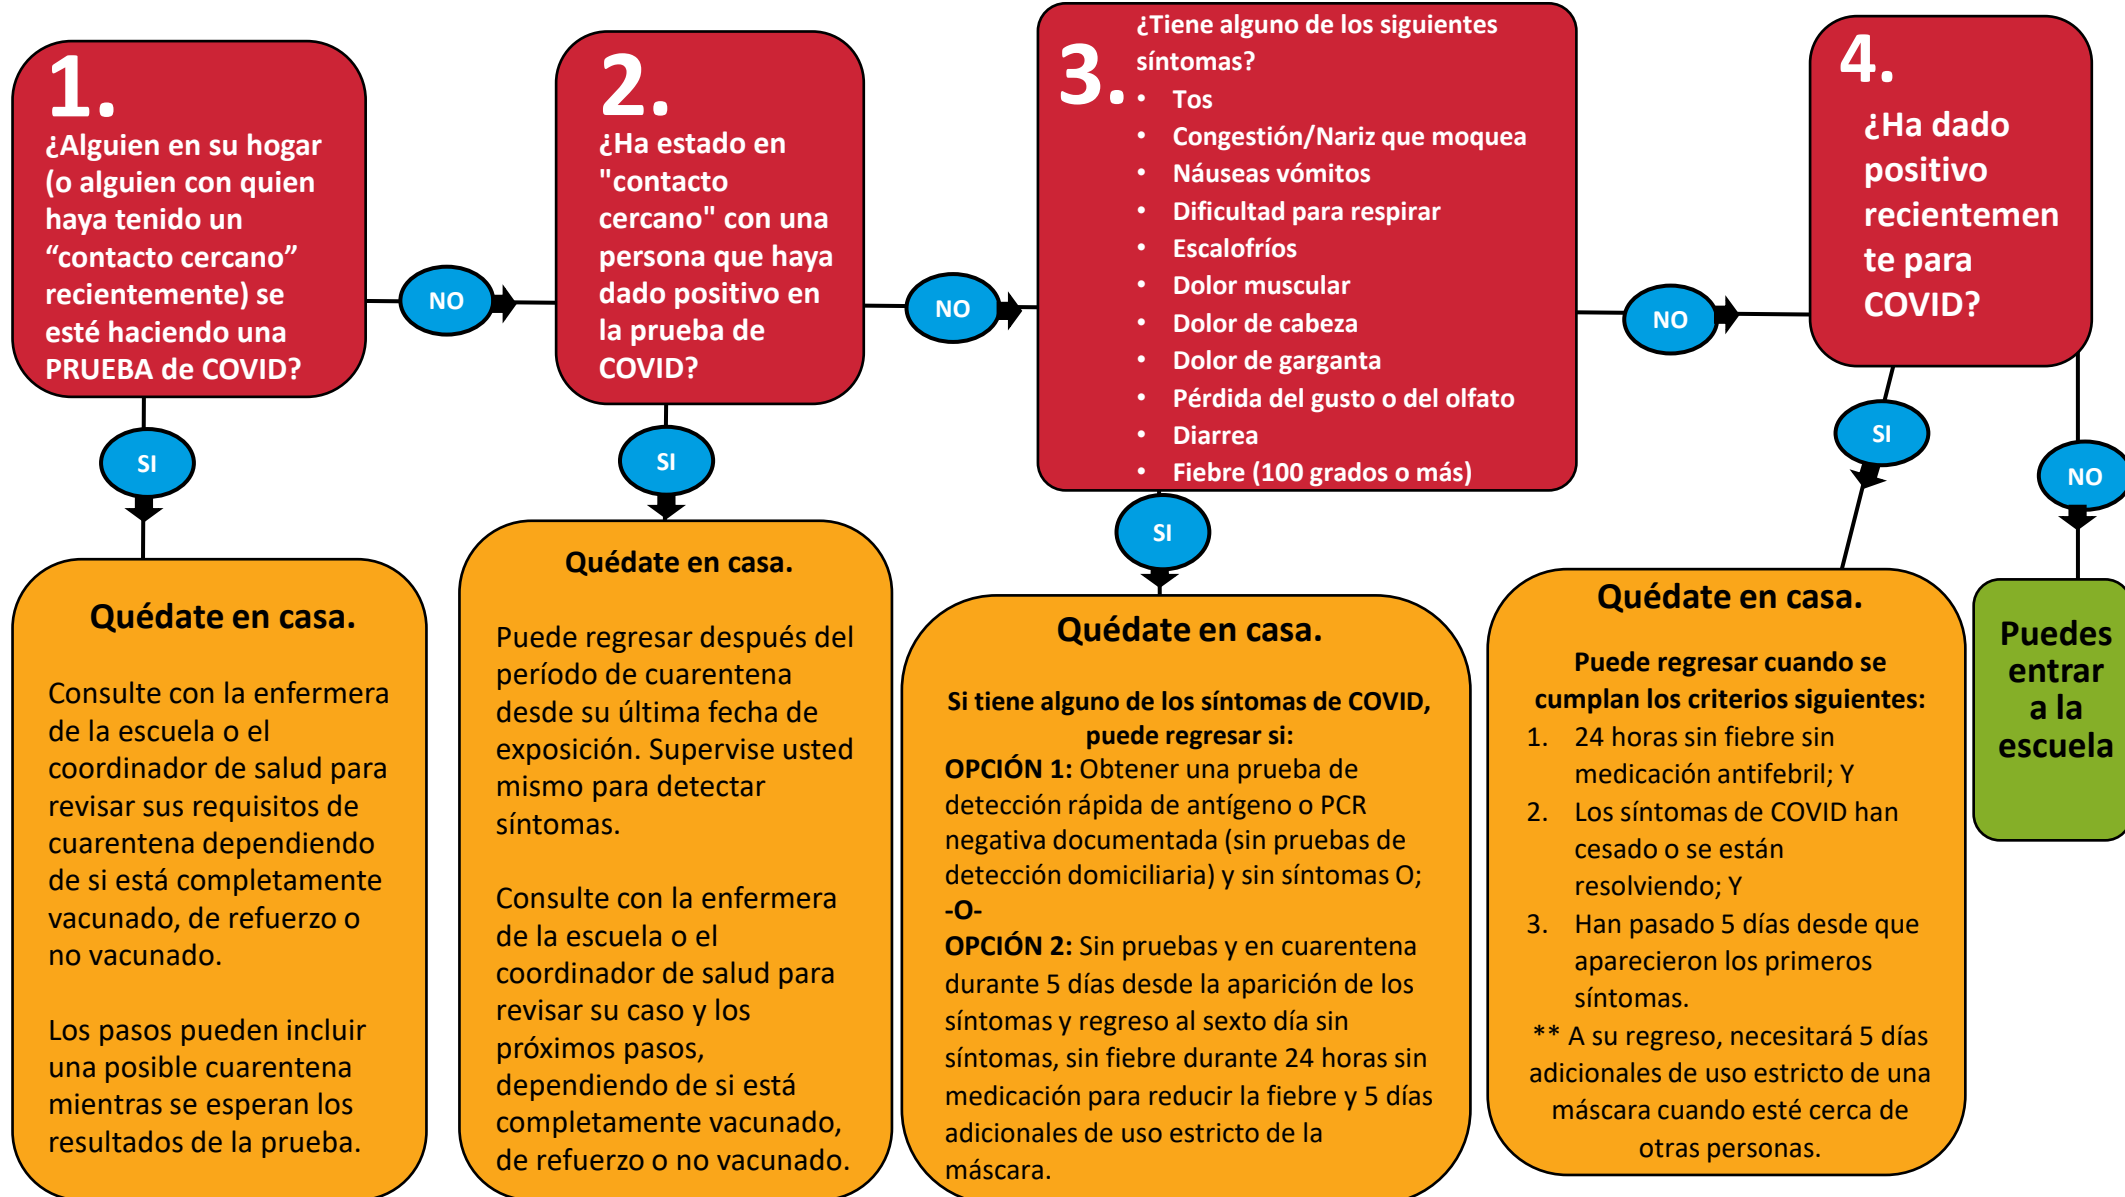 1.
¿Alguien en su hogar
(o alguien con quien
haya tenido un
“contacto cercano”
recientemente) se
esté haciendo una
PRUEBA de COVID?
NO
SI
Quédate en casa.
Consulte con la enfermera
de la escuela o el
coordinador de salud para
revisar sus requisitos de
cuarentena dependiendo
de si está completamente
vacunado, de refuerzo o
no vacunado.
Los pasos pueden incluir
una posible cuarentena
mientras se esperan los
resultados de la prueba.
2.
¿Ha estado en
"contacto
cercano" con una
persona que haya
dado positivo en
la prueba de
COVID?
NO
SI
Quédate en casa.
Puede regresar después del
período de cuarentena
desde su última fecha de
exposición. Supervise usted
mismo para detectar
síntomas.
Consulte con la enfermera
de la escuela o el
coordinador de salud para
revisar su caso y los
próximos pasos,
dependiendo de si está
completamente vacunado,
de refuerzo o no vacunado.
3.
¿Tiene alguno de los siguientes
síntomas?
• Tos
• Congestión/Nariz que moquea
• Náuseas vómitos
• Dificultad para respirar
• Escalofríos
• Dolor muscular
• Dolor de cabeza
• Dolor de garganta
• Pérdida del gusto o del olfato
• Diarrea
• Fiebre (100 grados o más)
NO
SI
Quédate en casa.
Si tiene alguno de los síntomas de COVID,
puede regresar si:
OPCIÓN 1: Obtener una prueba de
detección rápida de antígeno o PCR
negativa documentada (sin pruebas de
detección domiciliaria) y sin síntomas O;
-O-
OPCIÓN 2: Sin pruebas y en cuarentena
durante 5 días desde la aparición de los
síntomas y regreso al sexto día sin
síntomas, sin fiebre durante 24 horas sin
medicación para reducir la fiebre y 5 días
adicionales de uso estricto de la
máscara.
4.
¿Ha dado
positivo
recientemen
te para
COVID?
SI
NO
Quédate en casa.
Puede regresar cuando se
cumplan los criterios siguientes:
1. 24 horas sin fiebre sin
medicación antifebril; Y
2. Los síntomas de COVID han
cesado o se están
resolviendo; Y
3. Han pasado 5 días desde que
aparecieron los primeros
síntomas.
** A su regreso, necesitará 5 días
adicionales de uso estricto de una
máscara cuando esté cerca de
otras personas.
Puedes
entrar
a la
escuela